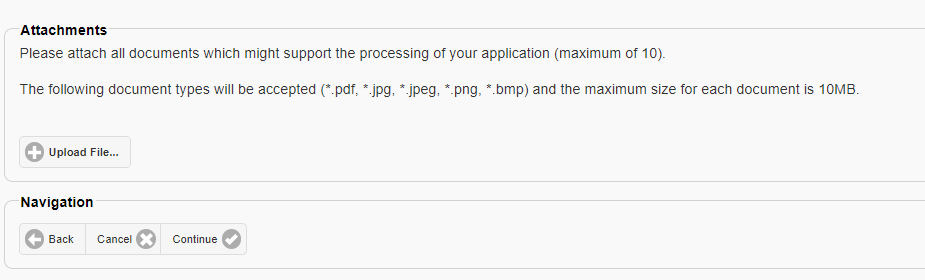 Attachments
Please attach all documents which might support the processing of your application (maximum of 10).
The following document types will be accepted (*.pdf, *.jpg, *.jpeg, *.png, *.bmp) and the maximum size for each document is 10MB.
Upload File...
Navigation
Back Cancel Continue